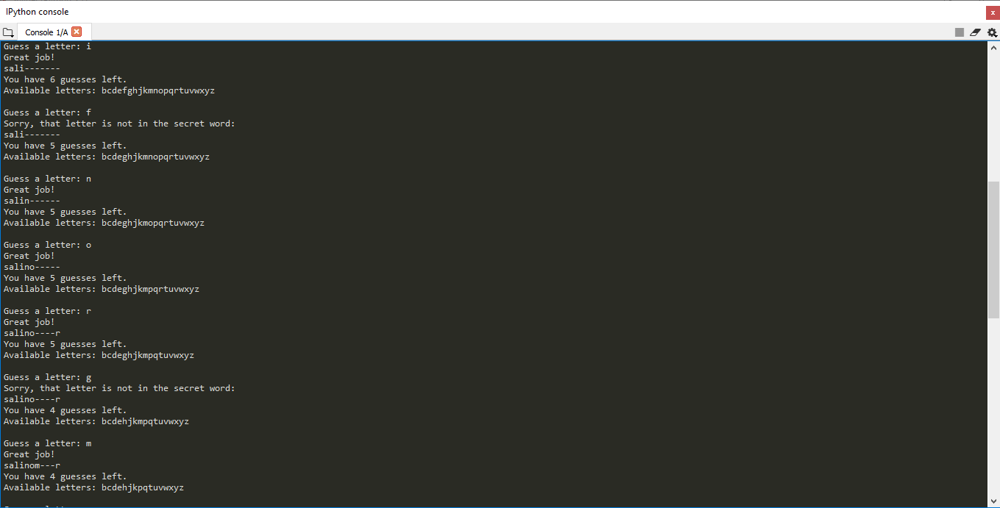 IPython console
Console 1/A
Guess a letter: i
Great job!
sali-------
You have 6 guesses left.
Available letters: bcdefghjkmnopqrtuvwxyz
Guess a letter: f
Sorry, that letter is not in the secret word:
sali-------
You have 5 guesses left.
Available letters: bcdeghjkmnopqrtuvwxyz
Guess a letter: n
Great job!
salin------
You have 5 guesses left.
Available letters: bcdeghjkmopqrtuvwxyz
Guess a letter: o
Great job!
salino-----
You have 5 guesses left.
Available letters: bcdeghjkmpqrtuvwxyz
Guess a letter: r
Great job!
salino----r
You have 5 guesses left.
Available letters: bcdeghjkmpqtuvwxyz
Guess a letter: g
Sorry, that letter is not in the secret word:
salino----r
You have 4 guesses left.
Available letters: bcdehjkmpqtuvwxyz
Guess a letter: m
Great job!
salinom---r
You have 4 guesses left.
Available letters: bcdehjkpqtuvwxyz